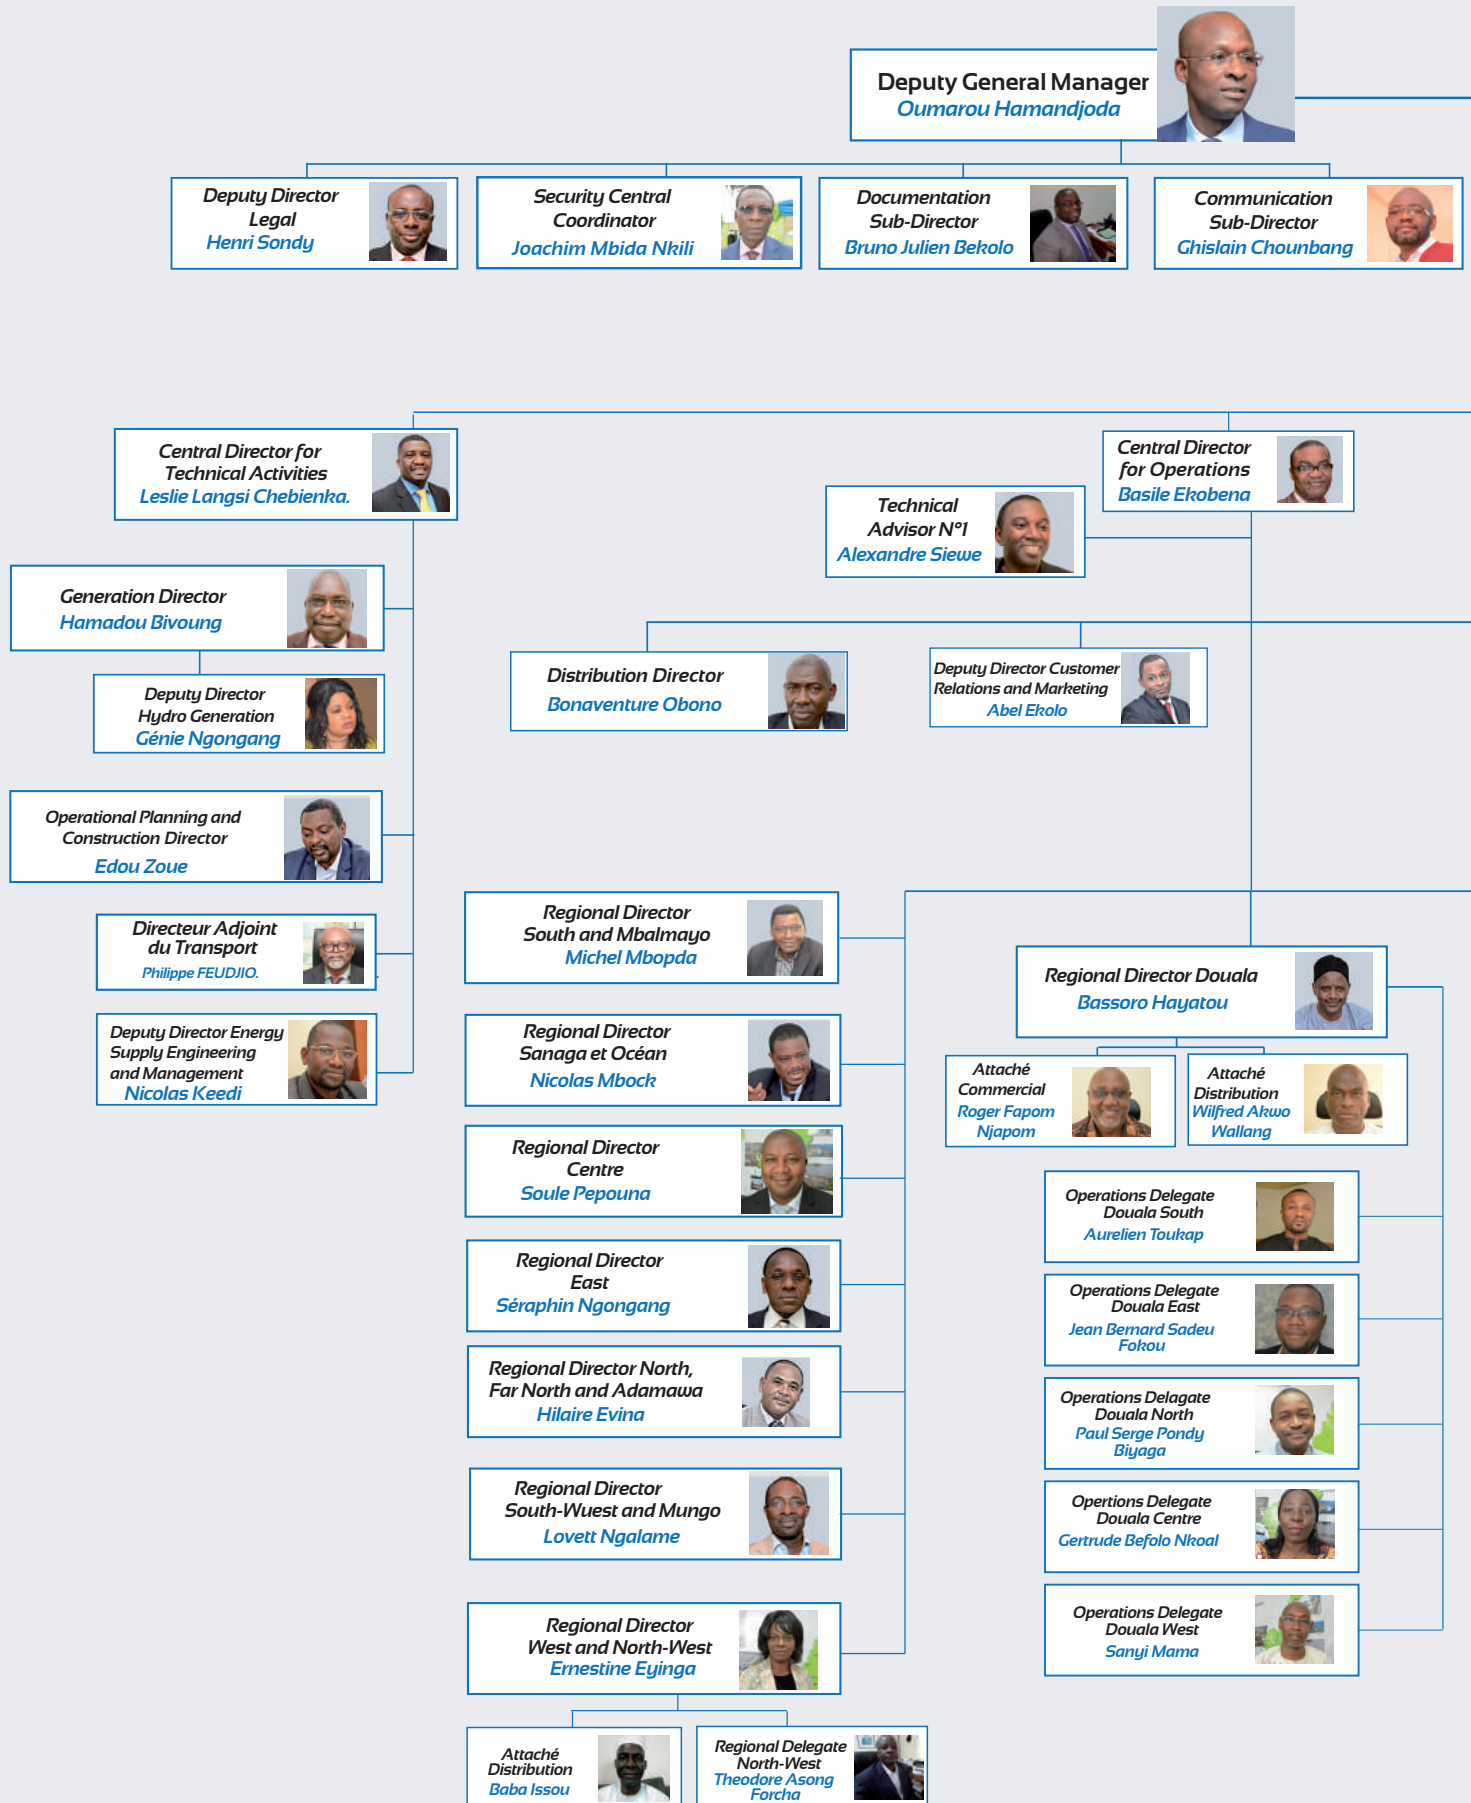 Deputy General Manager
Oumarou Hamandjoda
Deputy Director
Legal
Henri Sondy
Security Central
Coordinator
Joachim Mbida Nkili
Documentation
Sub-Director
Bruno Julien Bekolo
Communication
Sub-Director
Ghislain Chounbang
Central Director for
Technical Activities
Leslie Langsi Chebienka.
Central Director
for Operations
Basile Ekobena
Technical
Advisor N°1
Alexandre Siewe
Generation Director
Hamadou Bivoung
Deputy Director
Hydro Generation
Génie Ngongang
Operational Planning and
Construction Director
Edou Zoue
Directeur Adjoint
du Transport
Philippe FEUDJIO.
Deputy Director Energy
Supply Engineering
and Management
Nicolas Keedi
Distribution Director
Bonaventure Obono
Deputy Director Customer
Relations and Marketing
Abel Ekolo
Regional Director
South and Mbalmayo
Michel Mbopda
Regional Director
Sanaga et Océan
Nicolas Mbock
Regional Director
Centre
Soule Pepouna
Regional Director
East
Séraphin Ngongang
Regional Director North,
Far North and Adamawa
Hilaire Evina
Regional Director
South-Wuest and Mungo
Lovett Ngalame
Regional Director
West and North-West
Ernestine Eyinga
Attaché
Distribution
Baba Issou
Regional Delegate
North-West
Theodore Asong
Forcha
Regional Director Douala
Bassoro Hayatou
Attaché
Commercial
Roger Fapom
Njapom
Attaché
Distribution
Wilfred Akwo
Wallang
Operations Delegate
Douala South
Aurelien Toukap
Operations Delegate
Douala East
Jean Bernard Sadeu
Fokou
Operations Delagate
Douala North
Paul Serge Pondy
Biyaga
Opertions Delegate
Douala Centre
Gertrude Befolo Nkoal
Operations Delegate
Douala West
Sanyi Mama